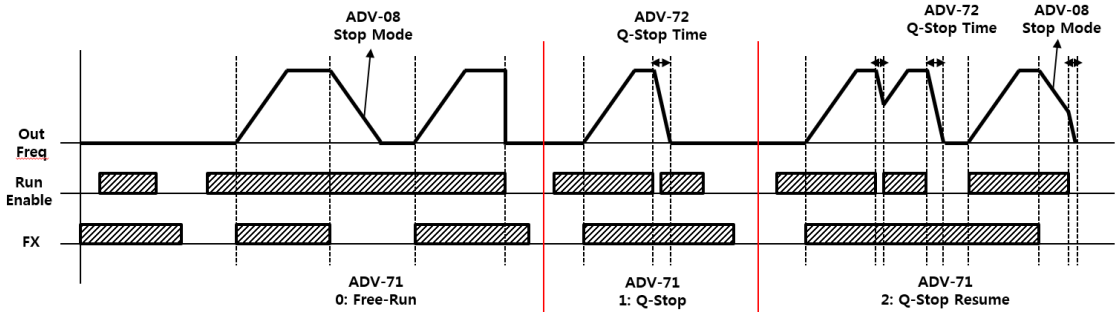 ADV-08
Stop Mode
ADV-72
Q-Stop Time
ADV-72
Q-Stop Time
ADV-08
Stop Mode
Out
Freq
Run
Enable
FX
ADV-71
0: Free-Run
ADV-71
1: Q-Stop
ADV-71
2: Q-Stop Resume